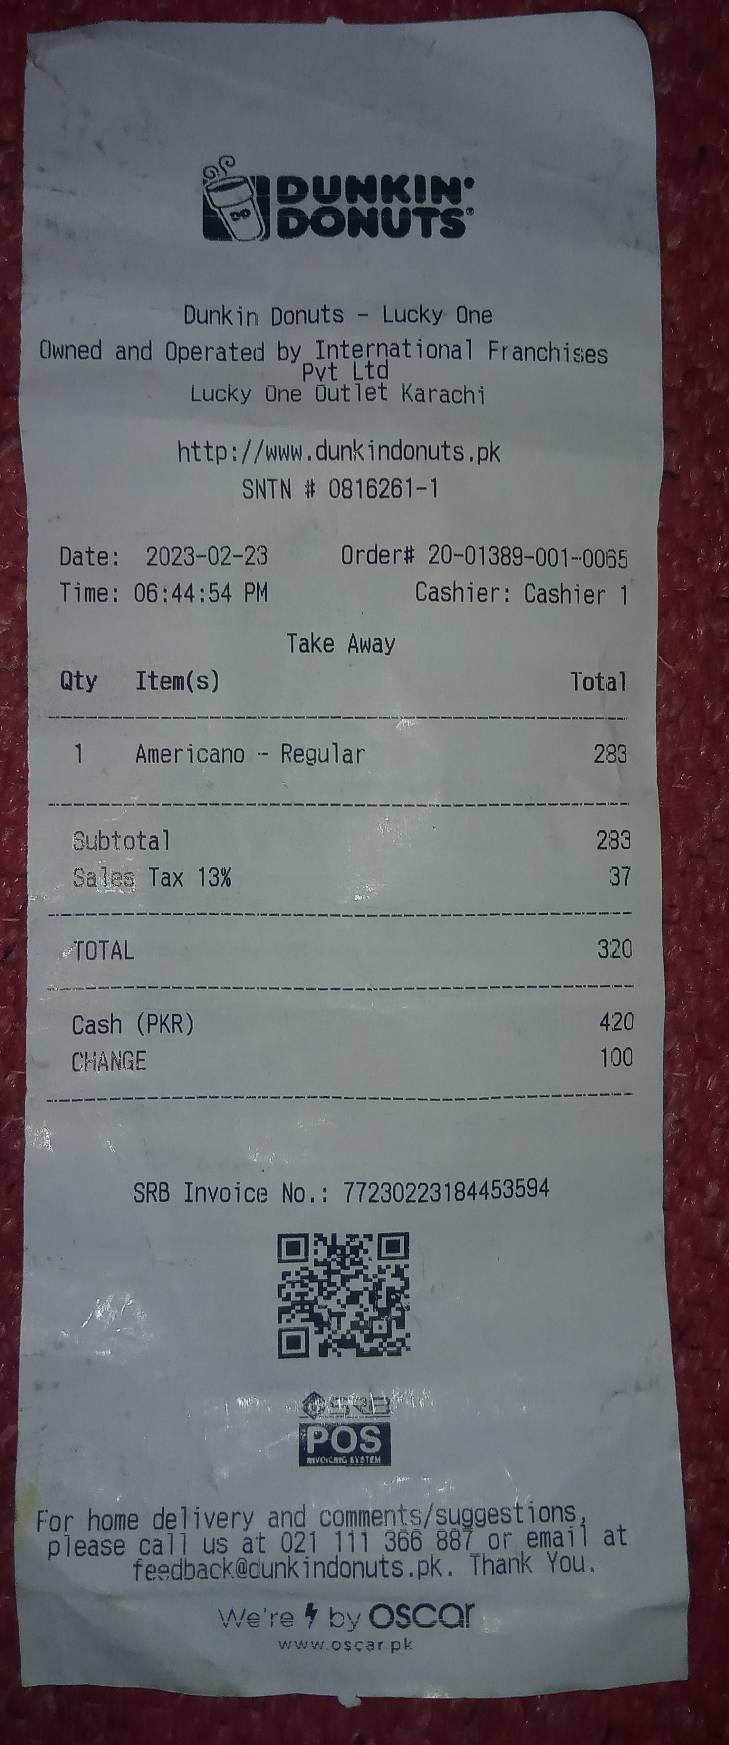 DUNKIN'
DONUTS
Dunkin Donuts - Lucky One
Owned and Operated by International Franchises
Pvt Ltd
Lucky One Outlet Karachi
http://www.dunkindonuts.pk
SNTN # 0816261-1
Date: 2023-02-23 Order# 20-01389-001-0065
Time: 06:44:54 PM Cashier: Cashier 1
Take Away
Qty Item(s) Total
1 Americano - Regular 283
Subtotal 283
Sales Tax 13% 37
TOTAL 320
Cash (PKR) 420
CHANGE 100
SRB Invoice No.: 77230223184453594
SRB
POS
INVOICING SYSTEM
For home delivery and comments/suggestions,
please call us at 021 111 366 887 or email at
feedback@dunkindonuts.pk. Thank You.
We're by oscar
www.oscar.pk